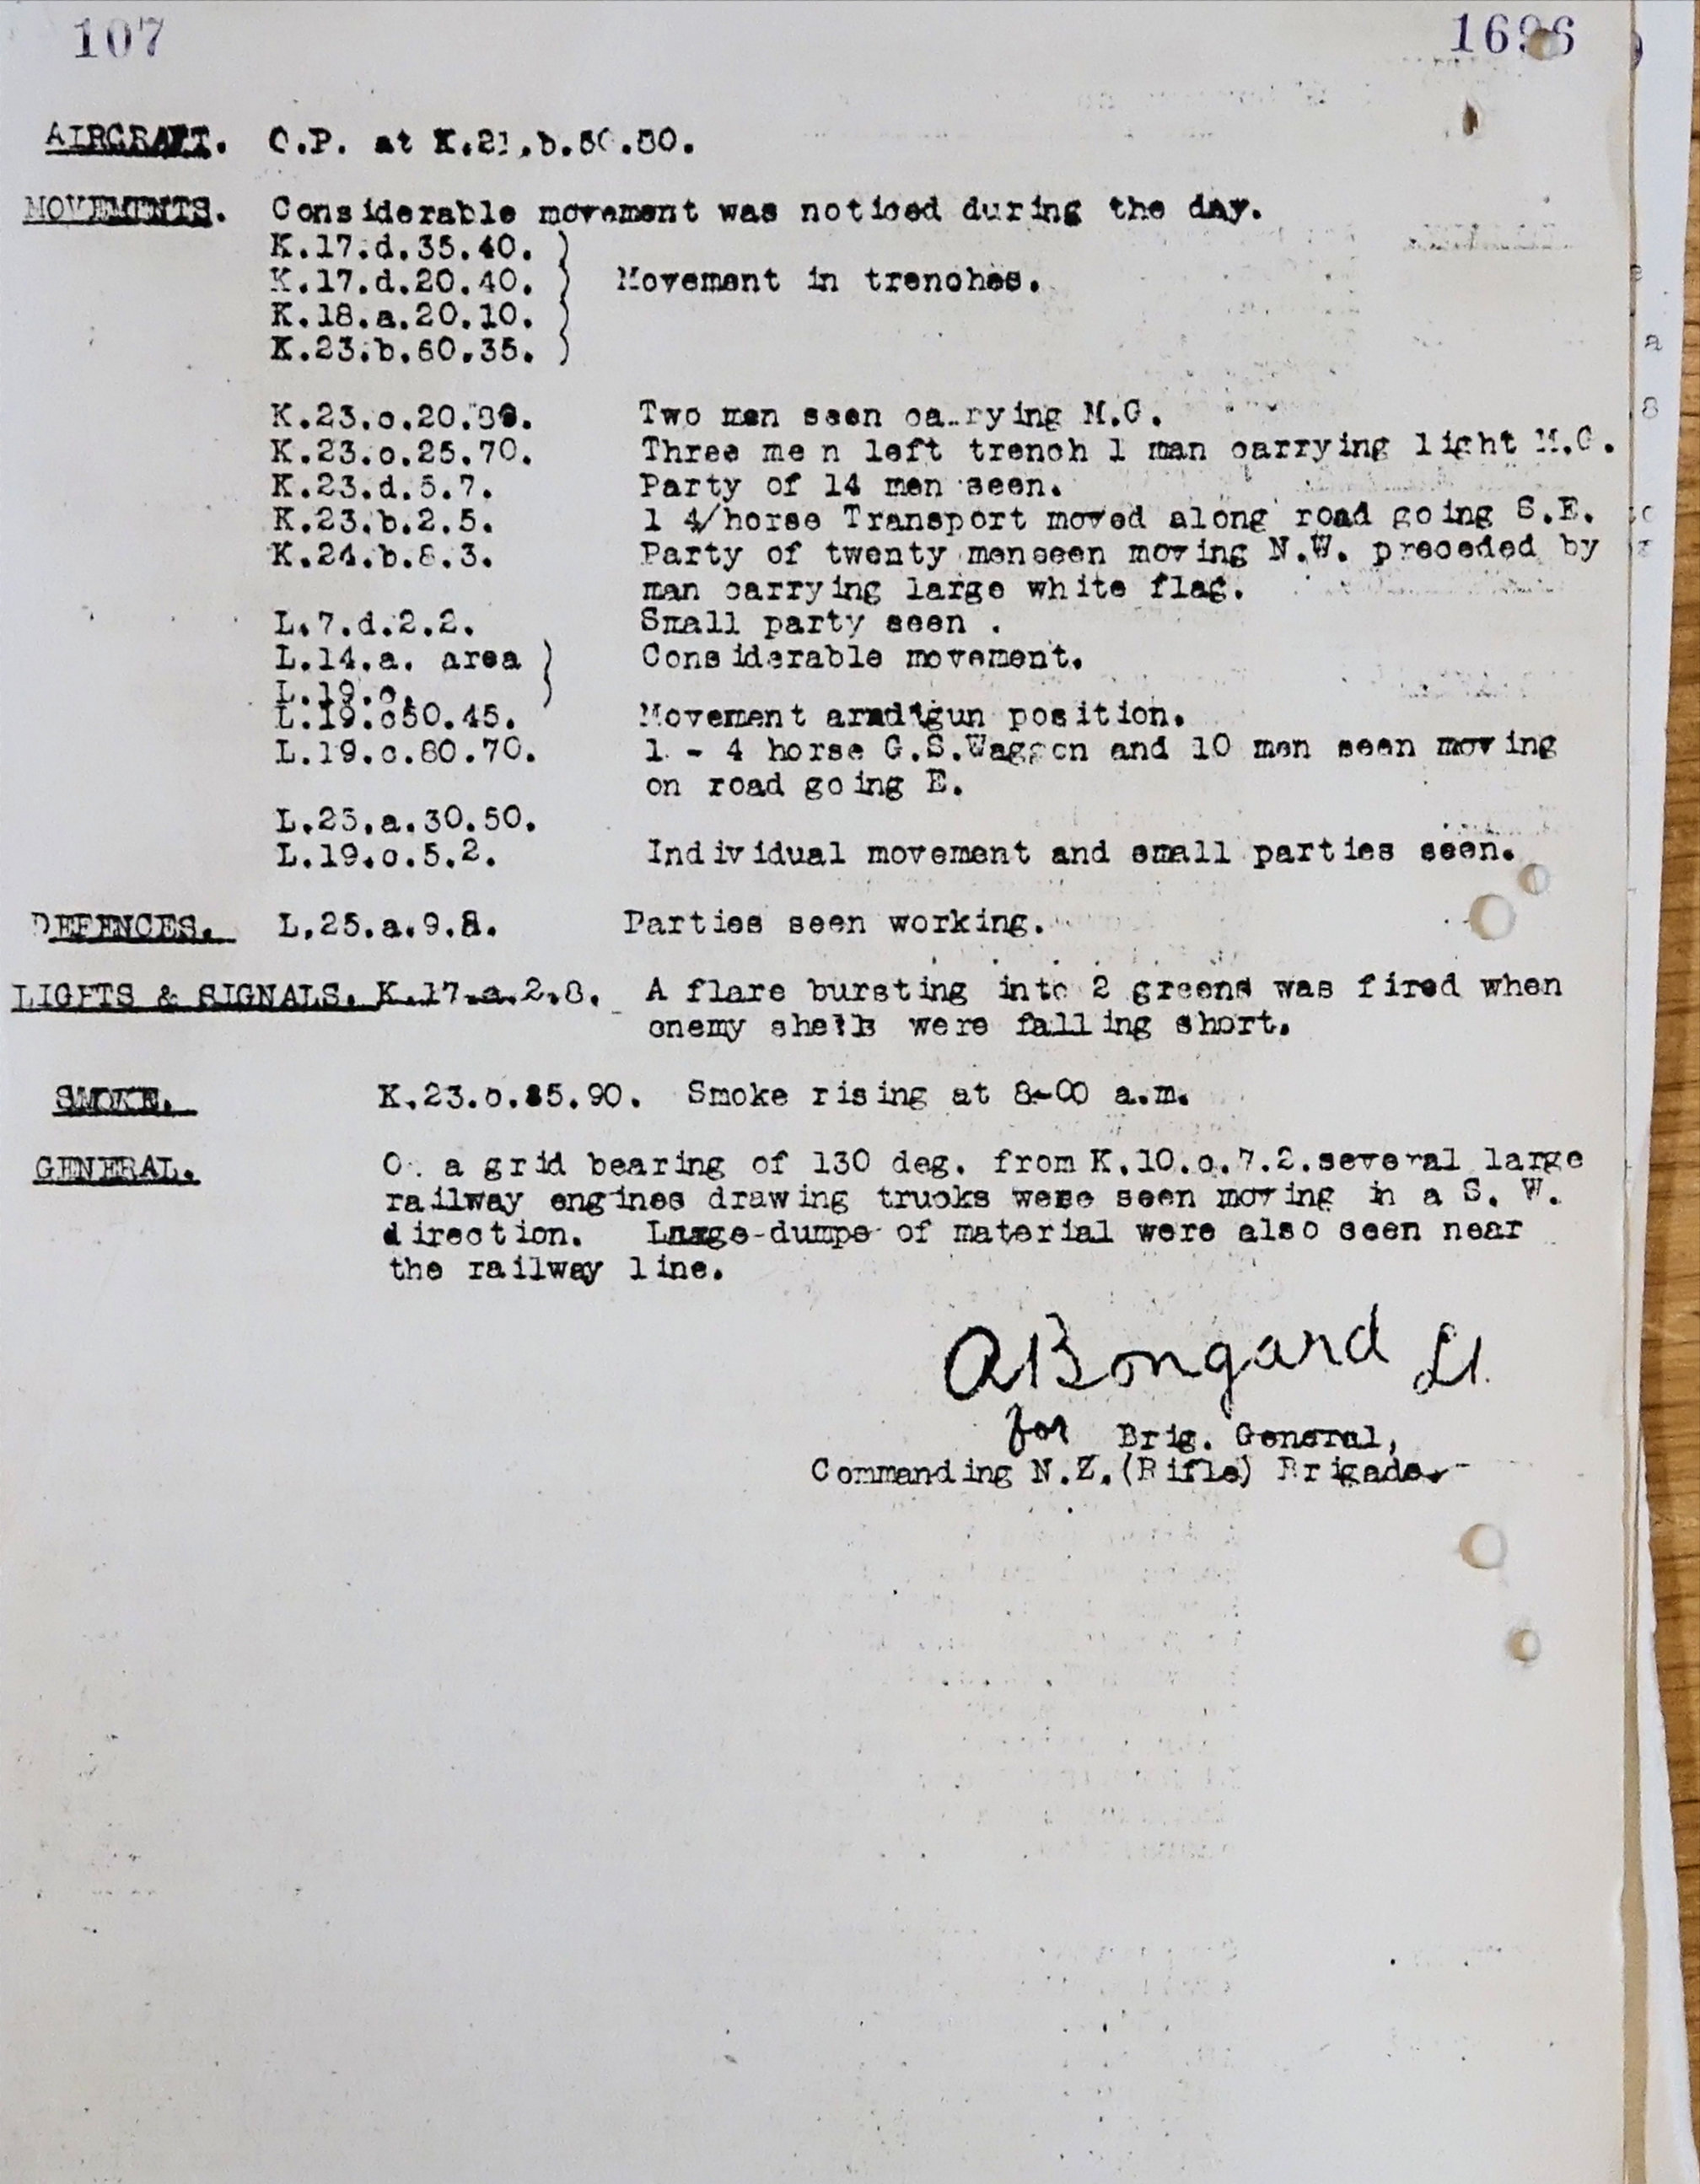 107 1696
AIRCRAFT. O.P. at K.21.b.80.80.
MOVEMENTS. Considerable movement was noticed during the day.
K.17.d.35.40. )
K.17.d.20.40. ) Movement in trenches.
K.18.a.20.10. )
K.23.b.60.35. )
K.23.c.20. Two men seen ca..rying M.G.
K.23.c.25.70. Three me n left trench 1 man carrying light M.G.
K.23.d.5.7. Party of 14 men seen.
K.23.b.2.5. 1 4/horse Transport moved along road going S.E.
K.24.b.8.3. Party of twenty menseen moving N.W. preceded by
man carrying large white flag.
L.7.d.2.2. Small party seen .
L.14.a. area ) Considerable movement.
L.19.c. )
L.19.c50.45. Movement gun position.
L.19.c.80.70. 1 - 4 horse G.S.Waggon and 10 men seen moving
on road going E.
L.25.a.30.50.
L.19.c.5.2. Individual movement and small parties seen.
DEFENCES. L.25.a.9.8. Parties seen working.
LIGHTS & SIGNALS. K.17.a.2.8. A flare bursting into 2 greens was fired when
enemy shells were falling short.
SMOKE. K.23.c.85.90. Smoke rising at 8-00 a.m.
GENERAL. O. a grid bearing of 130 deg. from K.10.c.7.2.several large
railway engines drawing trucks were seen moving in a S. W.
direction. Large dumps of material were also seen near
the railway line.
A Bongard Lt.
for Brig. General,
Commanding N.Z.(Rifle) Brigade.